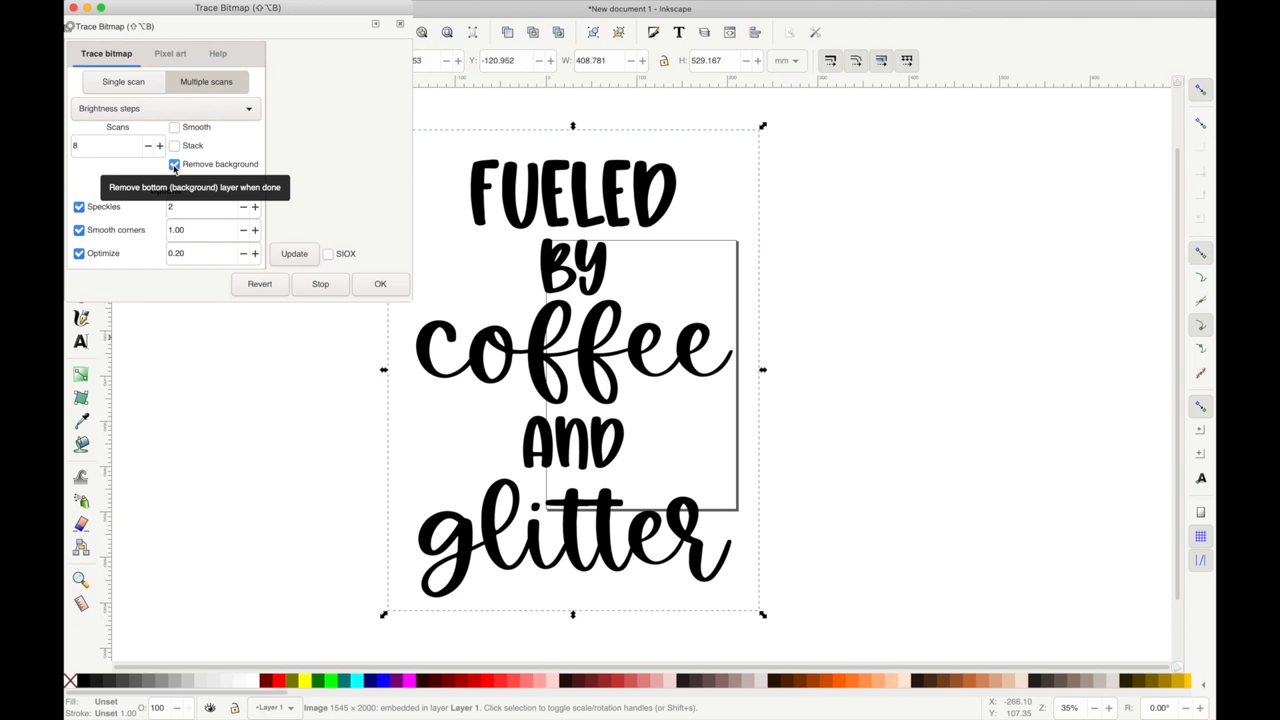 Trace Bitmap (⇧⌥B)
*New document 1 - Inkscape
Trace Bitmap (⇧⌥B)
Y: -120.952 W: 408.781 H: 529.167 mm
Trace bitmap Pixel art Help
Single scan Multiple scans
Brightness steps
Scans Smooth
8 Stack
Remove background
Remove bottom (background) layer when done
Speckles 2
Smooth corners 1.00
Optimize 0.20 Update SIOX
Revert Stop OK
FUELED
BY
coffee
AND
glitter
Fill: Unset
Stroke: Unset 1.00 O: 100 Layer 1 Image 1545 x 2000: embedded in layer Layer 1. Click selection to toggle scale/rotation handles (or Shift+s). X: -266.10 Y: 107.35 Z: 35% R: 0.00°